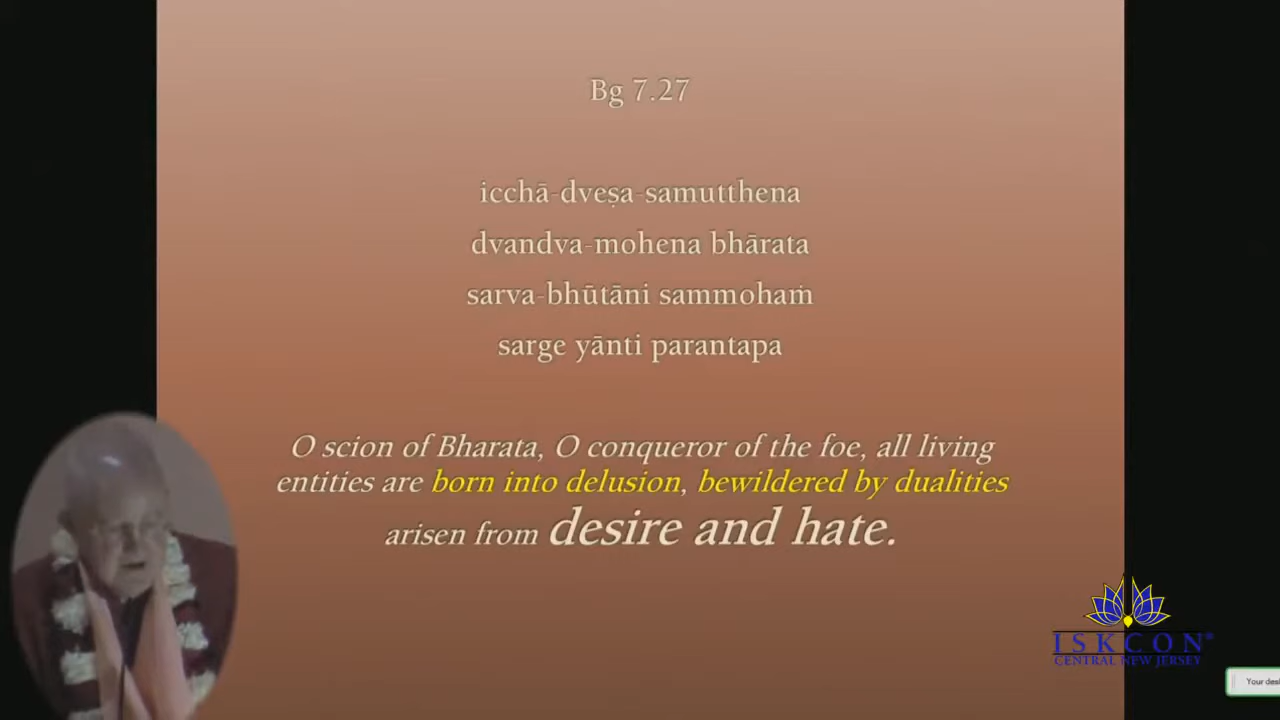 Bg 7.27
icchā-dveṣa-samutthena
dvandva-mohena bhārata
sarva-bhūtāni sammohaṁ
sarge yānti parantapa
O scion of Bharata, O conqueror of the foe, all living
entities are born into delusion, bewildered by dualities
arisen from desire and hate.
ISKCON®
CENTRAL NEW JERSEY